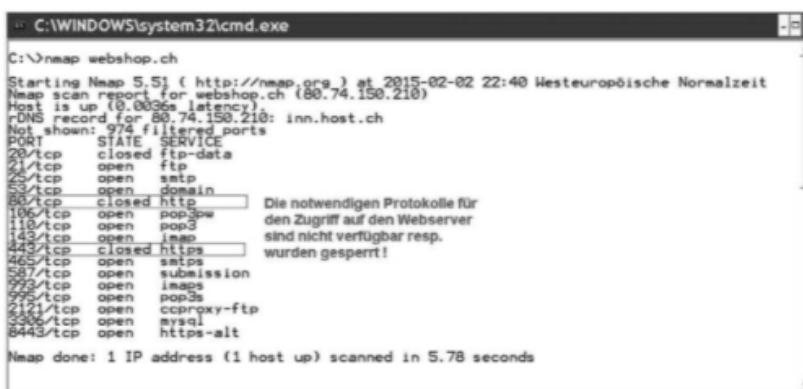 C:\WINDOWS\system32\cmd.exe
C:\>nmap webshop.ch
Starting Nmap 5.51 ( http://nmap.org ) at 2015-02-02 22:40 Westeuropöische Normalzeit
Nmap scan report for webshop.ch (80.74.150.210)
Host is up (0.0036s latency).
rDNS record for 80.74.150.210: inn.host.ch
Not shown: 974 filtered ports
PORT STATE SERVICE
20/tcp closed ftp-data
21/tcp open ftp
25/tcp open smtp
53/tcp open domain
80/tcp closed http
106/tcp open pop3pw
110/tcp open pop3
143/tcp open imap
443/tcp closed https
465/tcp open smtps
587/tcp open submission
993/tcp open imaps
995/tcp open pop3s
2121/tcp open ccproxy-ftp
3306/tcp open mysql
8443/tcp open https-alt
Die notwendigen Protokolle für
den Zugriff auf den Webserver
sind nicht verfügbar resp.
wurden gesperrt !
Nmap done: 1 IP address (1 host up) scanned in 5.78 seconds